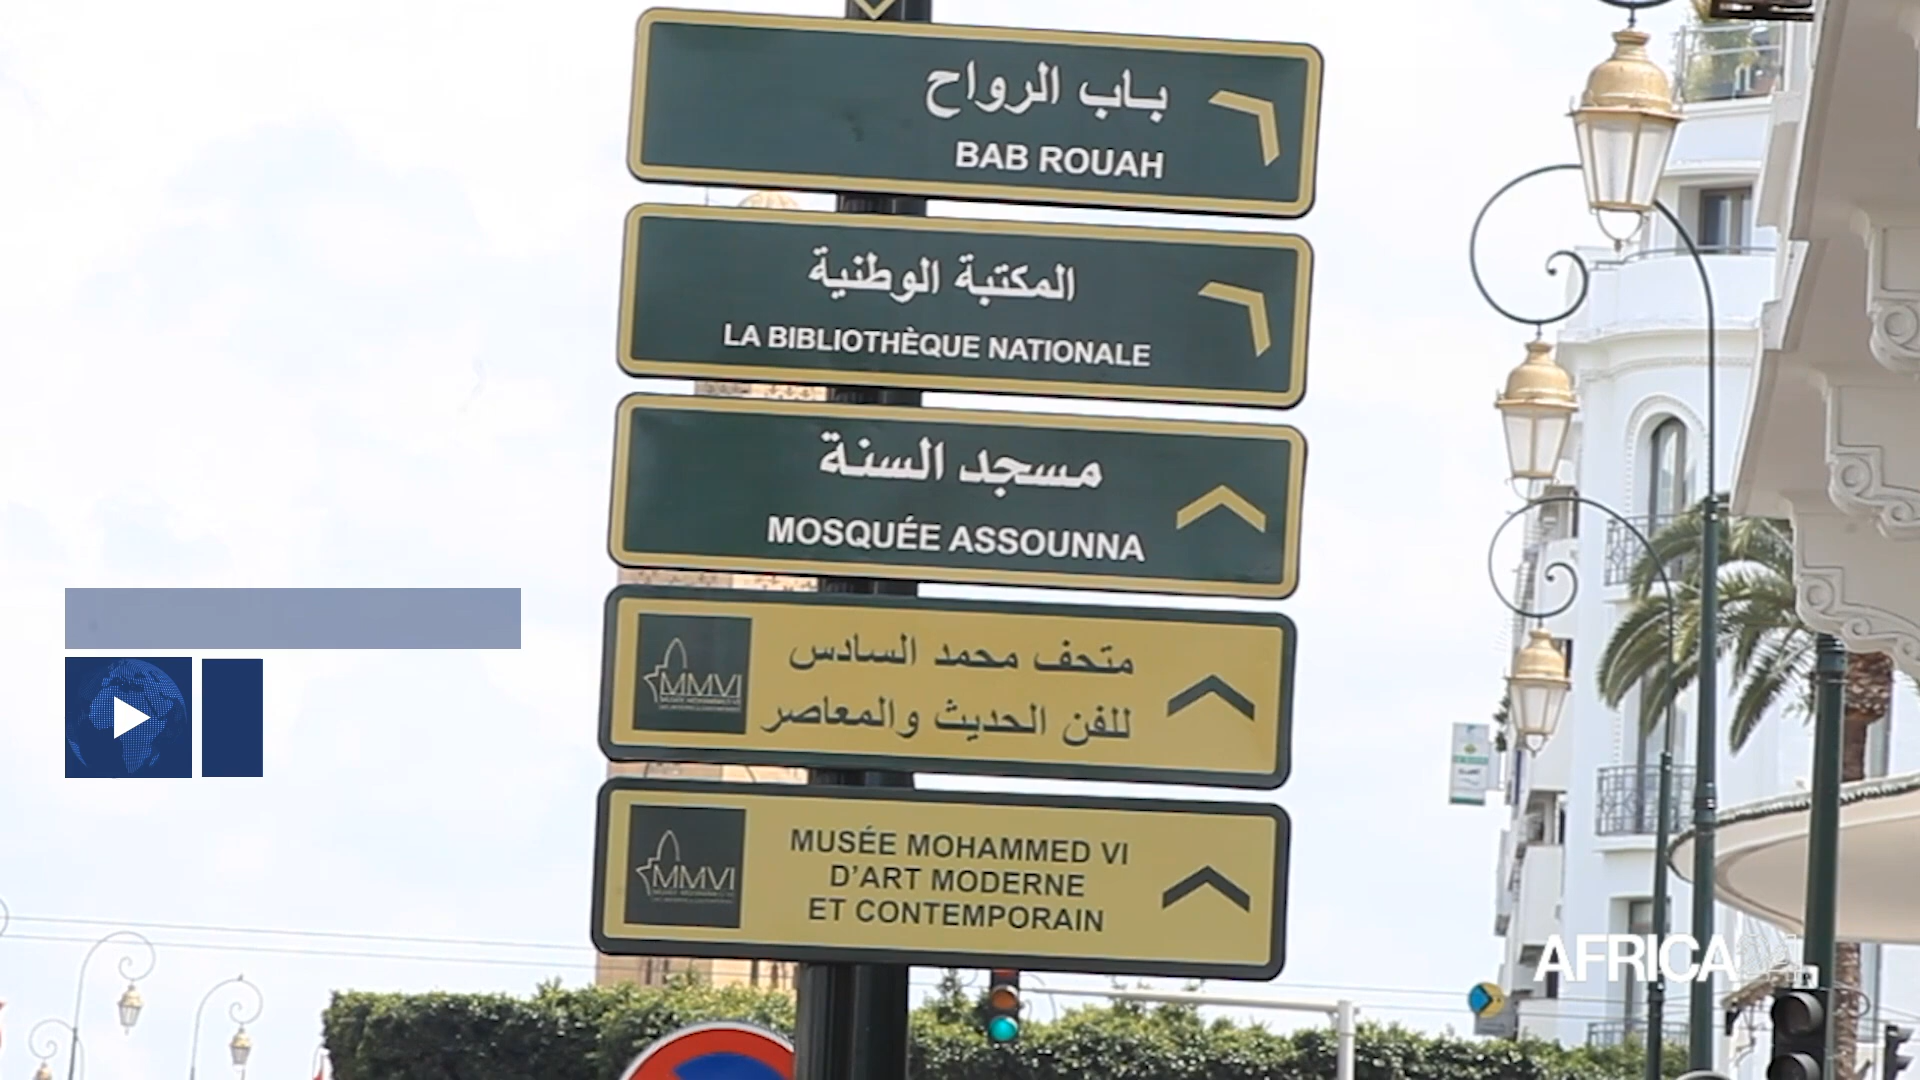 باب الرواح
BAB ROUAH
المكتبة الوطنية
LA BIBLIOTHÈQUE NATIONALE
مسجد السنة
MOSQUÉE ASSOUNNA
متحف محمد السادس
للفن الحديث والمعاصر
MMVI
MUSÉE MOHAMMED VI
D'ART MODERNE
ET CONTEMPORAIN
MMVI
AFRICA24